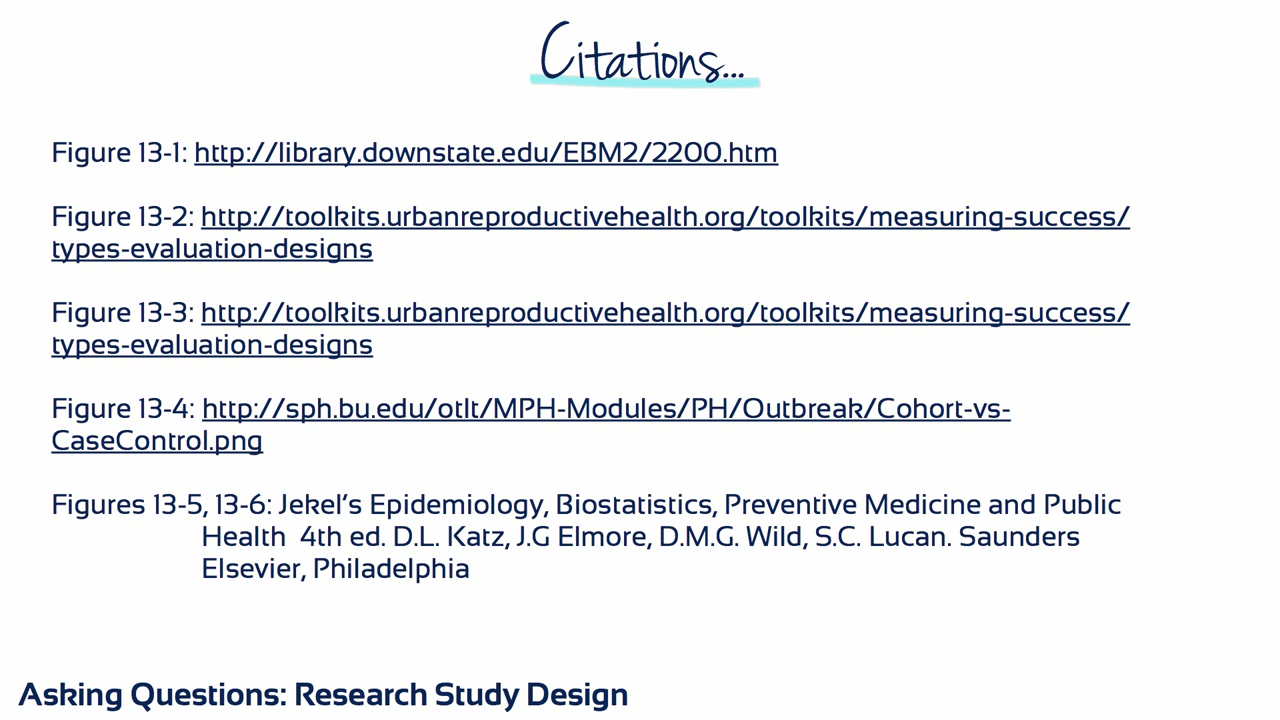 Citations...
Figure 13-1: http://library.downstate.edu/EBM2/2200.htm
Figure 13-2: http://toolkits.urbanreproductivehealth.org/toolkits/measuring-success/
types-evaluation-designs
Figure 13-3: http://toolkits.urbanreproductivehealth.org/toolkits/measuring-success/
types-evaluation-designs
Figure 13-4: http://sph.bu.edu/otlt/MPH-Modules/PH/Outbreak/Cohort-vs-
CaseControl.png
Figures 13-5, 13-6: Jekel's Epidemiology, Biostatistics, Preventive Medicine and Public
Health 4th ed. D.L. Katz, J.G Elmore, D.M.G. Wild, S.C. Lucan. Saunders
Elsevier, Philadelphia
Asking Questions: Research Study Design